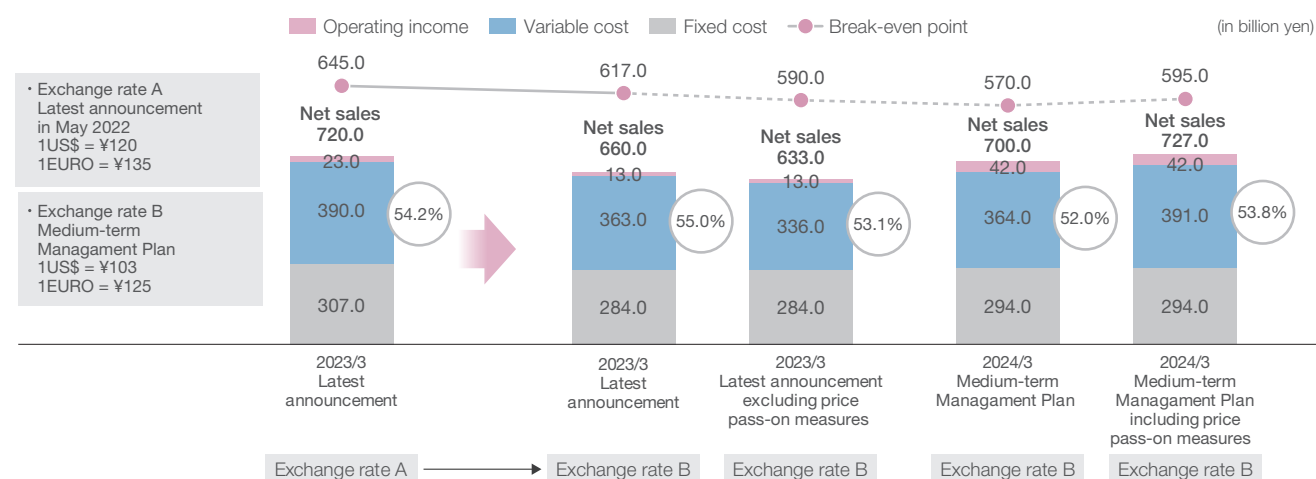 Operating income Variable cost Fixed cost Break-even point (in billion yen)
・Exchange rate A
Latest announcement
in May 2022
1US$ = ¥120
1EURO = ¥135
・Exchange rate B
Medium-term
Managament Plan
1US$ = ¥103
1EURO = ¥125
645.0 617.0 590.0 570.0 595.0
Net sales
720.0
Net sales
660.0
Net sales
633.0
Net sales
700.0
Net sales
727.0
23.0 13.0 13.0 42.0 42.0
390.0 54.2% 363.0 55.0% 336.0 53.1% 364.0 52.0% 391.0 53.8%
307.0 284.0 284.0 294.0 294.0
2023/3
Latest
announcement
2023/3
Latest
announcement
2023/3
Latest announcement
excluding price
pass-on measures
2024/3
Medium-term
Managament Plan
2024/3
Medium-term
Managament Plan
including price
pass-on measures
Exchange rate A Exchange rate B Exchange rate B Exchange rate B Exchange rate B